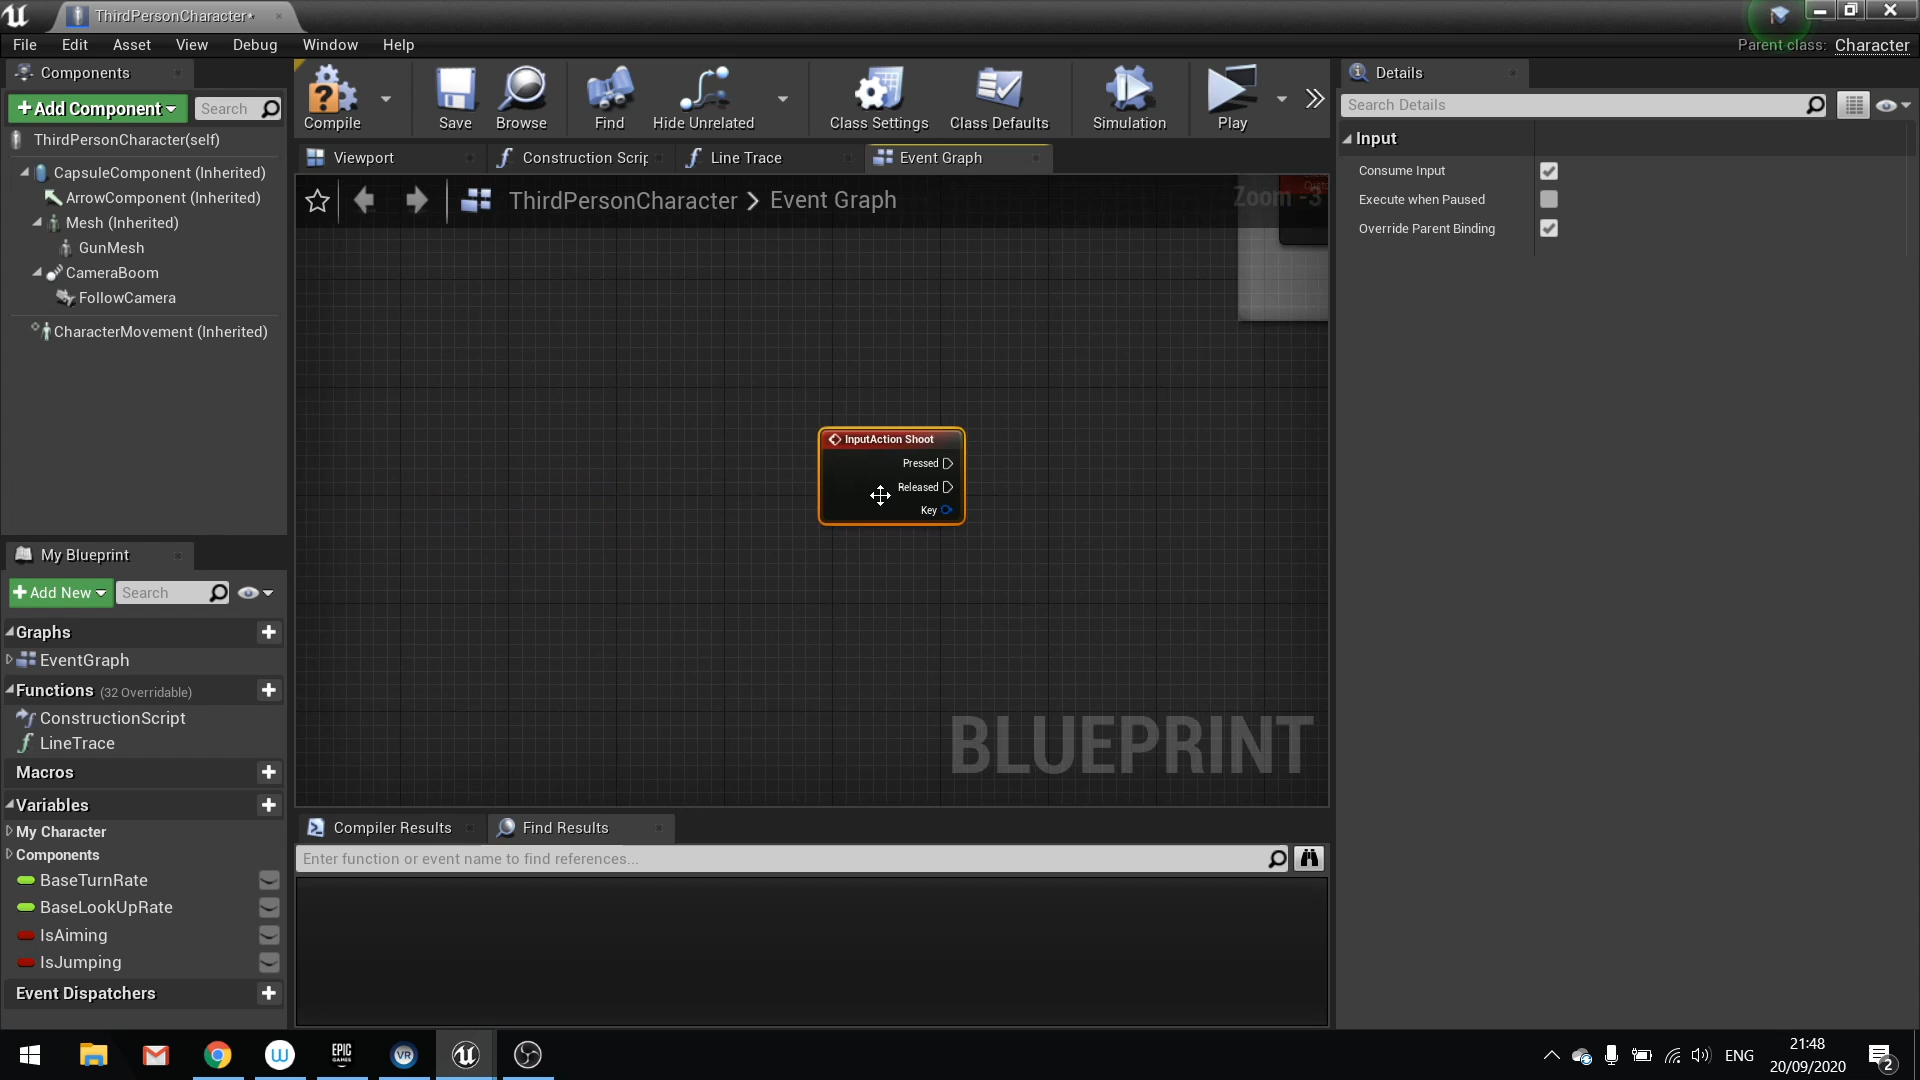 ThirdPersonCharacter*
File Edit Asset View Debug Window Help
Parent class: Character
Components
+Add Component
Search
ThirdPersonCharacter(self)
CapsuleComponent (Inherited)
ArrowComponent (Inherited)
Mesh (Inherited)
GunMesh
CameraBoom
FollowCamera
CharacterMovement (Inherited)
Compile
Save
Browse
Find
Hide Unrelated
Class Settings
Class Defaults
Simulation
Play
Viewport
Construction Scrip
Line Trace
Event Graph
ThirdPersonCharacter > Event Graph
Zoom -3
InputAction Shoot
Pressed
Released
Key
BLUEPRINT
Details
Search Details
Input
Consume Input
Execute when Paused
Override Parent Binding
My Blueprint
+Add New
Search
Graphs
EventGraph
Functions (32 Overridable)
ConstructionScript
LineTrace
Macros
Variables
My Character
Components
BaseTurnRate
BaseLookUpRate
IsAiming
IsJumping
Event Dispatchers
Compiler Results
Find Results
Enter function or event name to find references...
EPIC
GAMES
VR
ENG
21:48
20/09/2020
2